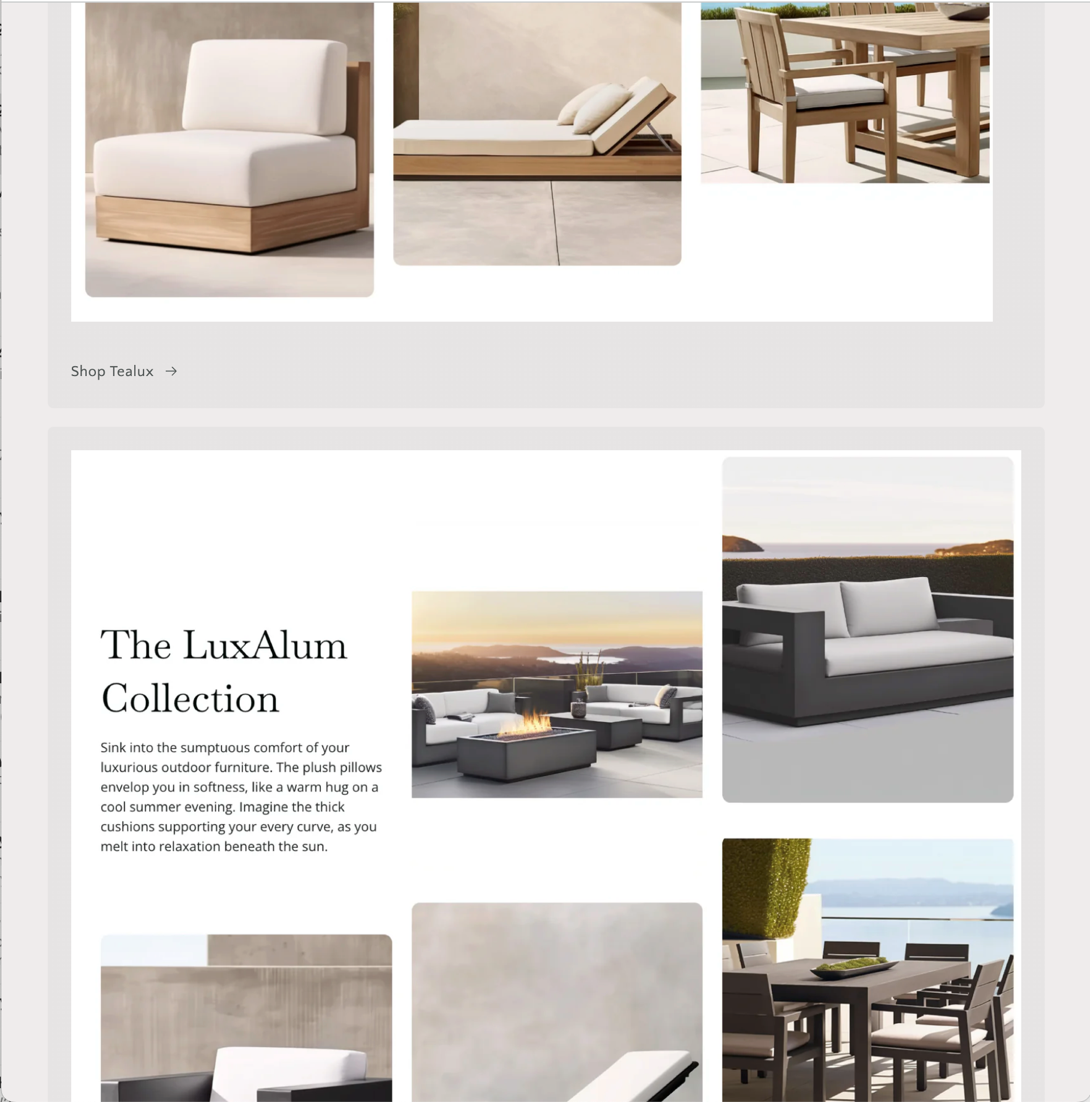 Shop Tealux →
The LuxAlum
Collection
Sink into the sumptuous comfort of your
luxurious outdoor furniture. The plush pillows
envelop you in softness, like a warm hug on a
cool summer evening. Imagine the thick
cushions supporting your every curve, as you
melt into relaxation beneath the sun.